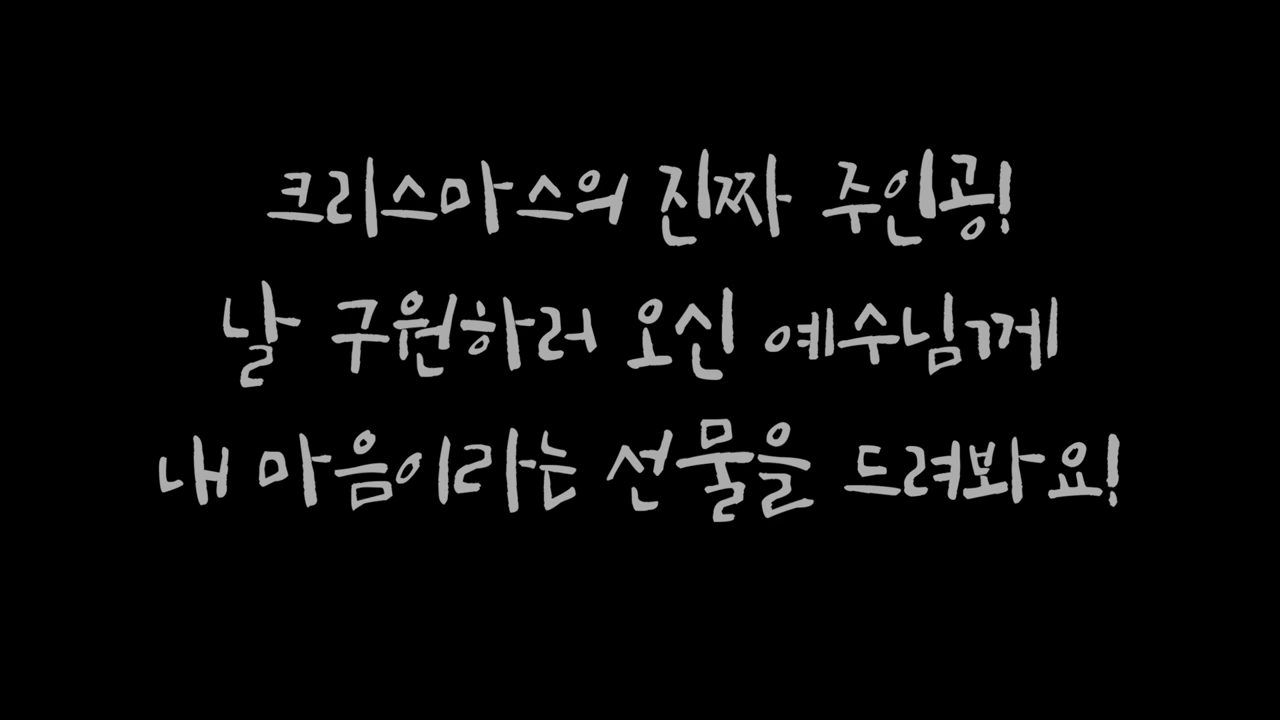 크리스마스의 진짜 주인공!
날 구원하러 오신 예수님께
내 마음이라는 선물을 드려봐요!